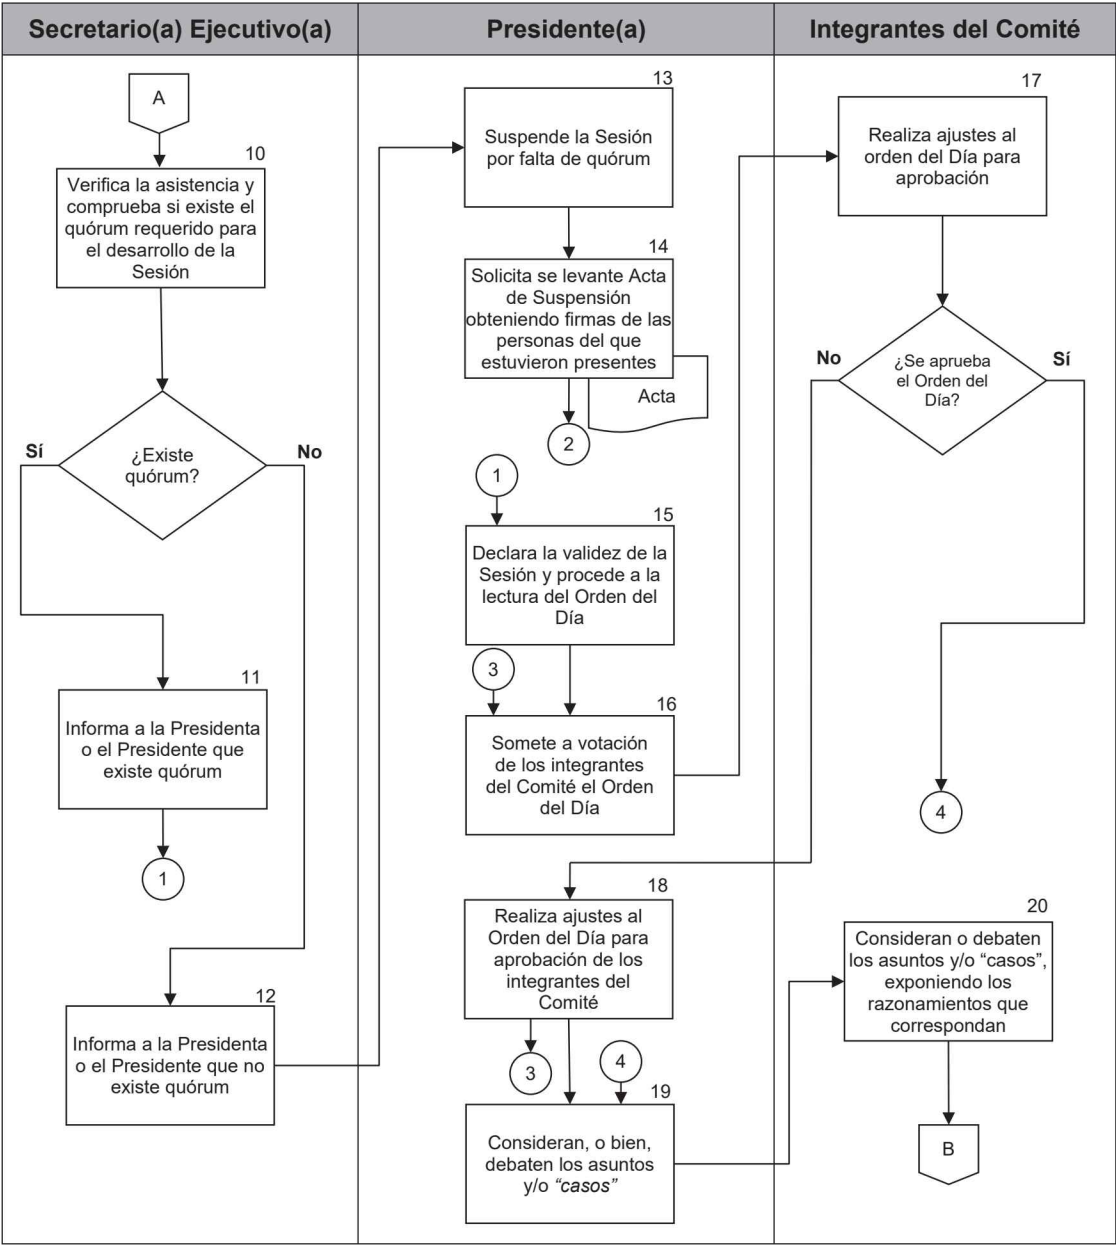 Secretario(a) Ejecutivo(a)
Presidente(a)
Integrantes del Comité
A
10
Verifica la asistencia y
comprueba si existe el
quórum requerido para
el desarrollo de la
Sesión
¿Existe
quórum?
Sí
No
11
Informa a la Presidenta
o el Presidente que
existe quórum
1
12
Informa a la Presidenta
o el Presidente que no
existe quórum
13
Suspende la Sesión
por falta de quórum
14
Solicita se levante Acta
de Suspensión
obteniendo firmas de las
personas del que
estuvieron presentes
Acta
2
1
15
Declara la validez de la
Sesión y procede a la
lectura del Orden del
Día
3
16
Somete a votación
de los integrantes
del Comité el Orden
del Día
18
Realiza ajustes al
Orden del Día para
aprobación de los
integrantes del
Comité
3
4
19
Consideran, o bien,
debaten los asuntos
y/o “casos”
17
Realiza ajustes al
orden del Día para
aprobación
No
¿Se aprueba
el Orden del
Día?
Sí
4
20
Consideran o debaten
los asuntos y/o “casos”,
exponiendo los
razonamientos que
correspondan
B